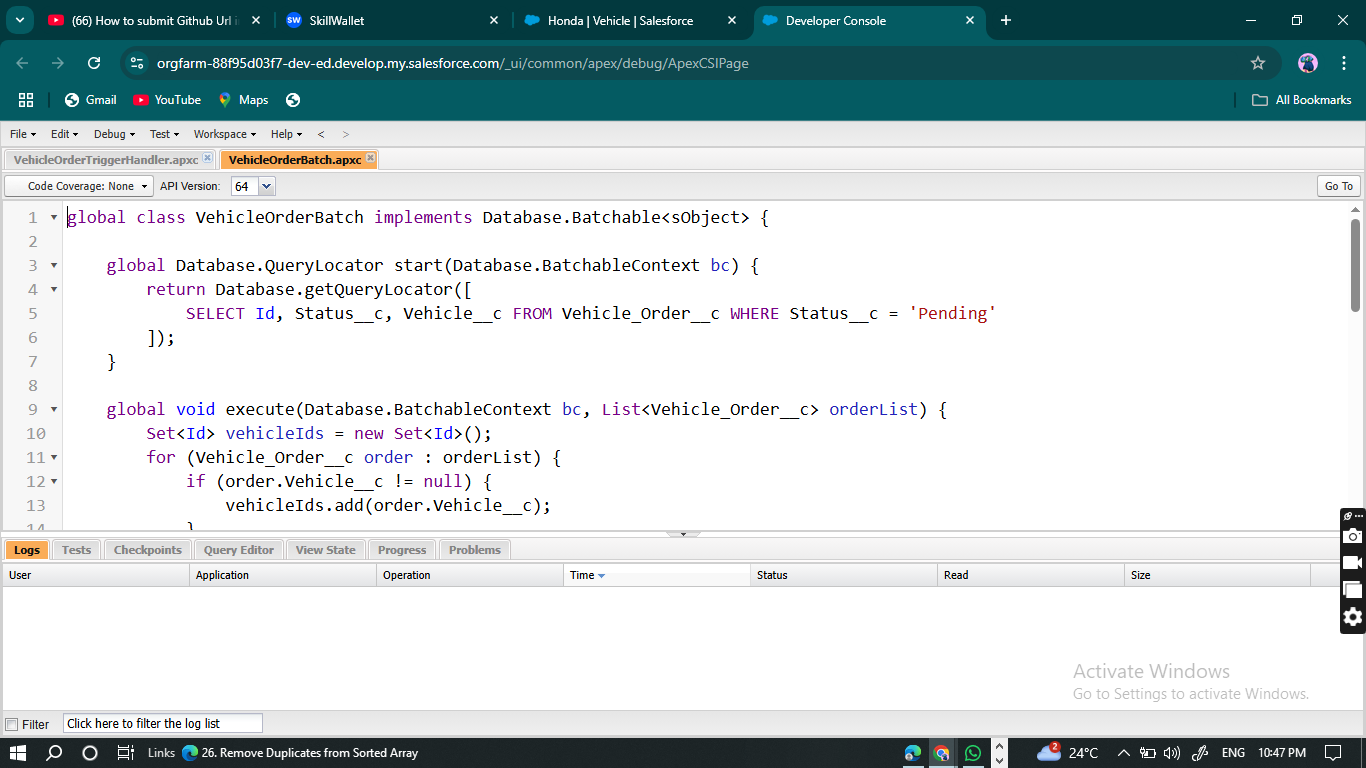 (66) How to submit Github Url i
SkillWallet
Honda | Vehicle | Salesforce
Developer Console
orgfarm-88f95d03f7-dev-ed.develop.my.salesforce.com/_ui/common/apex/debug/ApexCSIPage
Gmail
YouTube
Maps
All Bookmarks
File Edit Debug Test Workspace Help < >
VehicleOrderTriggerHandler.apxc
VehicleOrderBatch.apxc
Code Coverage: None
API Version:
64
Go To
1 global class VehicleOrderBatch implements Database.Batchable<sObject> {
2
3 global Database.QueryLocator start(Database.BatchableContext bc) {
4 return Database.getQueryLocator([
5 SELECT Id, Status__c, Vehicle__c FROM Vehicle_Order__c WHERE Status__c = 'Pending'
6 ]);
7 }
8
9 global void execute(Database.BatchableContext bc, List<Vehicle_Order__c> orderList) {
10 Set<Id> vehicleIds = new Set<Id>();
11 for (Vehicle_Order__c order : orderList) {
12 if (order.Vehicle__c != null) {
13 vehicleIds.add(order.Vehicle__c);
14 }
Logs Tests Checkpoints Query Editor View State Progress Problems
User Application Operation Time Status Read Size
Activate Windows
Go to Settings to activate Windows.
Filter
Click here to filter the log list
Links
26. Remove Duplicates from Sorted Array
2
24°C
ENG
10:47 PM